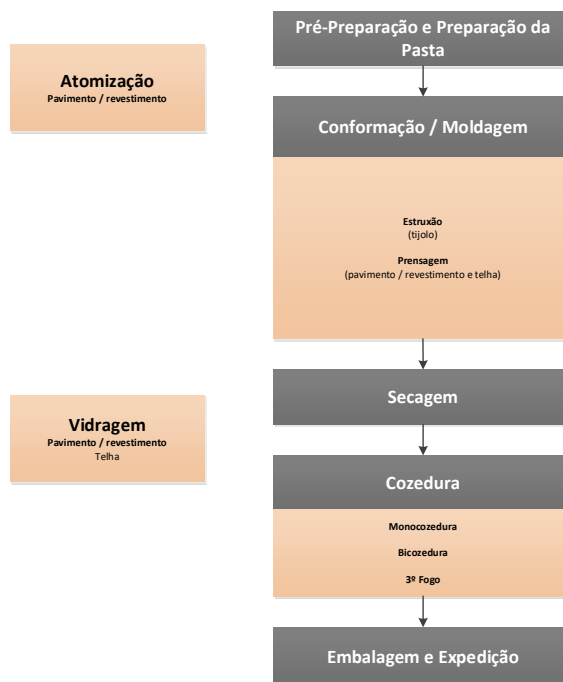 Pré-Preparação e Preparação da
Pasta
Atomização
Pavimento / revestimento
Conformação / Moldagem
Estruxão
(tijolo)
Prensagem
(pavimento / revestimento e telha)
Secagem
Vidragem
Pavimento / revestimento
Telha
Cozedura
Monocozedura
Bicozedura
3º Fogo
Embalagem e Expedição